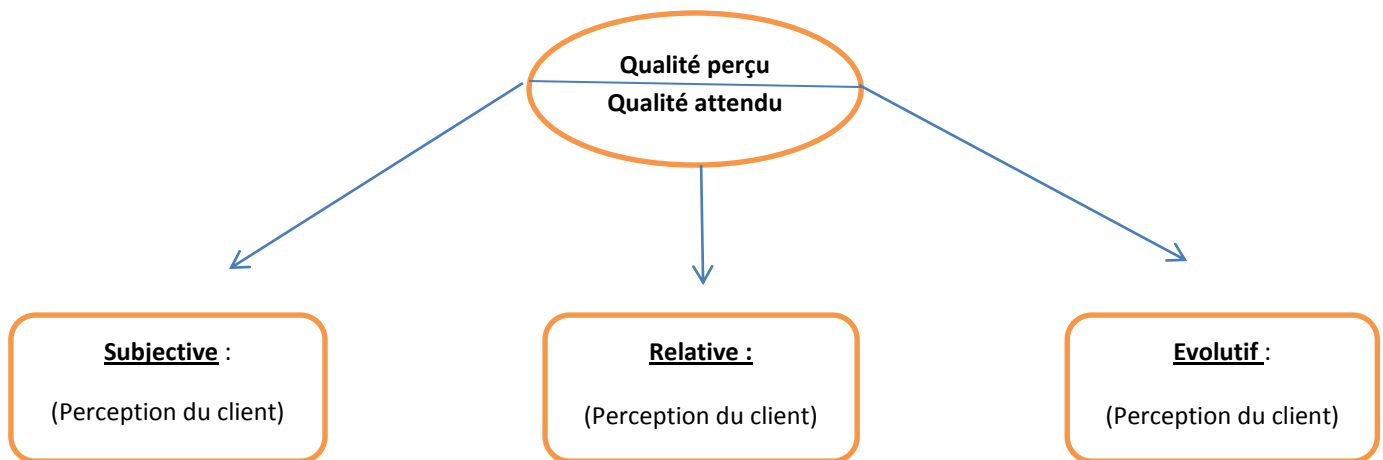 Qualité perçu
Qualité attendu
Subjective :
(Perception du client)
Relative :
(Perception du client)
Evolutif :
(Perception du client)